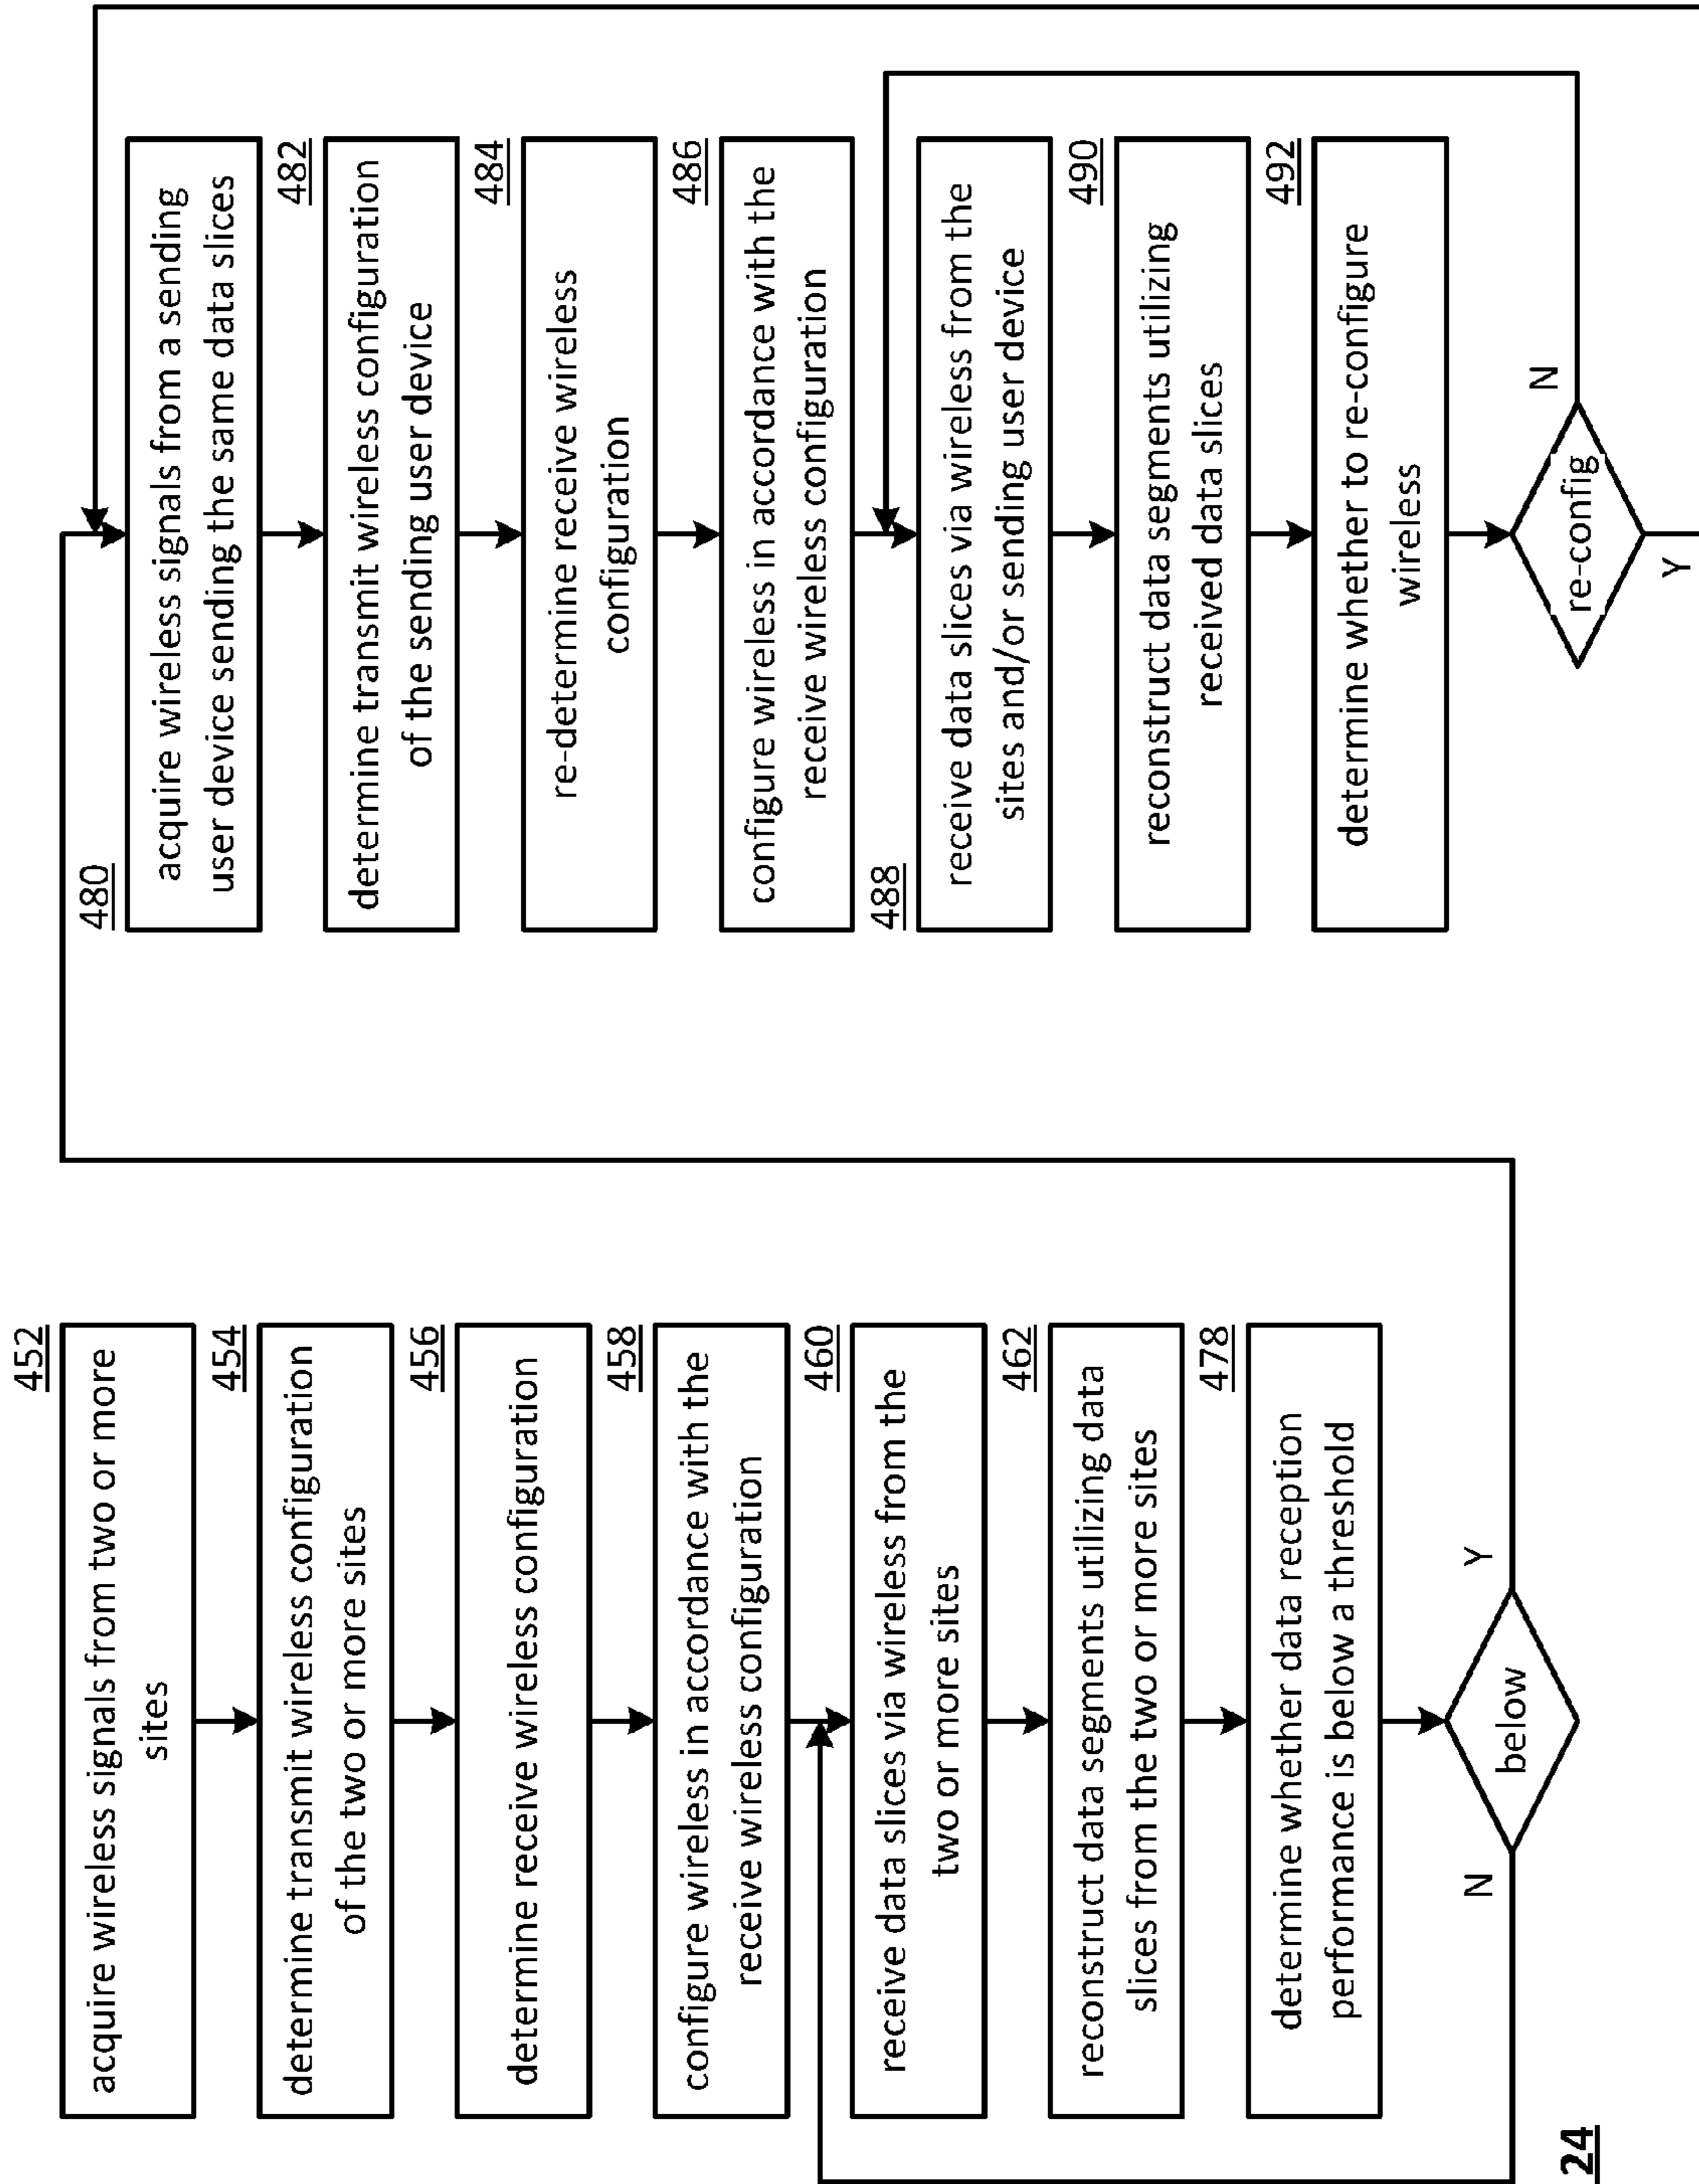 452
acquire wireless signals from two or more
sites
454
determine transmit wireless configuration
of the two or more sites
456
determine receive wireless configuration
458
configure wireless in accordance with the
receive wireless configuration
460
receive data slices via wireless from the
two or more sites
462
reconstruct data segments utilizing data
slices from the two or more sites
478
determine whether data reception
performance is below a threshold
below
N
Y
24
480
acquire wireless signals from a sending
user device sending the same data slices
482
determine transmit wireless configuration
of the sending user device
484
re-determine receive wireless
configuration
486
configure wireless in accordance with the
receive wireless configuration
488
receive data slices via wireless from the
sites and/or sending user device
490
reconstruct data segments utilizing
received data slices
492
determine whether to re-configure
wireless
re-config
N
Y